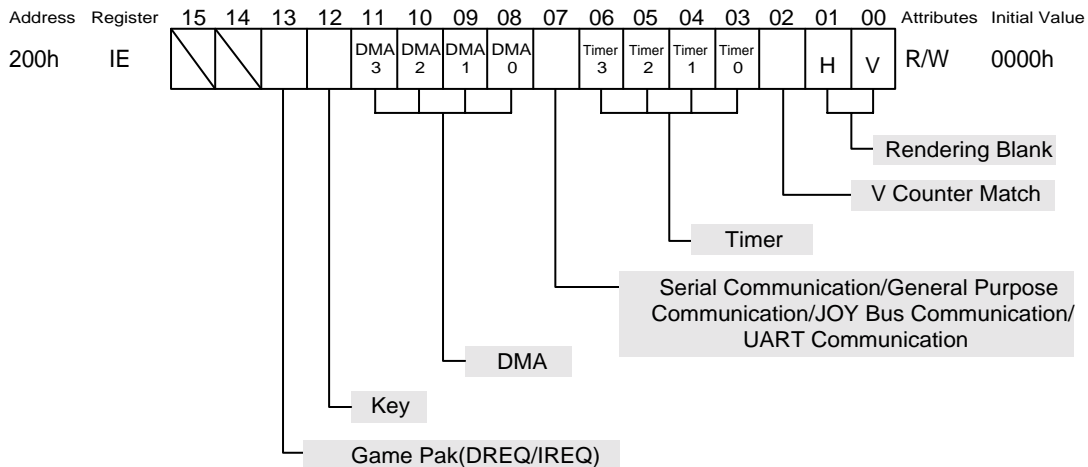 Address Register 15 14 13 12 11 10 09 08 07 06 05 04 03 02 01 00 Attributes Initial Value
200h IE DMA 3 DMA 2 DMA 1 DMA 0 Timer 3 Timer 2 Timer 1 Timer 0 H V R/W 0000h
Rendering Blank
V Counter Match
Timer
Serial Communication/General Purpose
Communication/JOY Bus Communication/
UART Communication
DMA
Key
Game Pak(DREQ/IREQ)